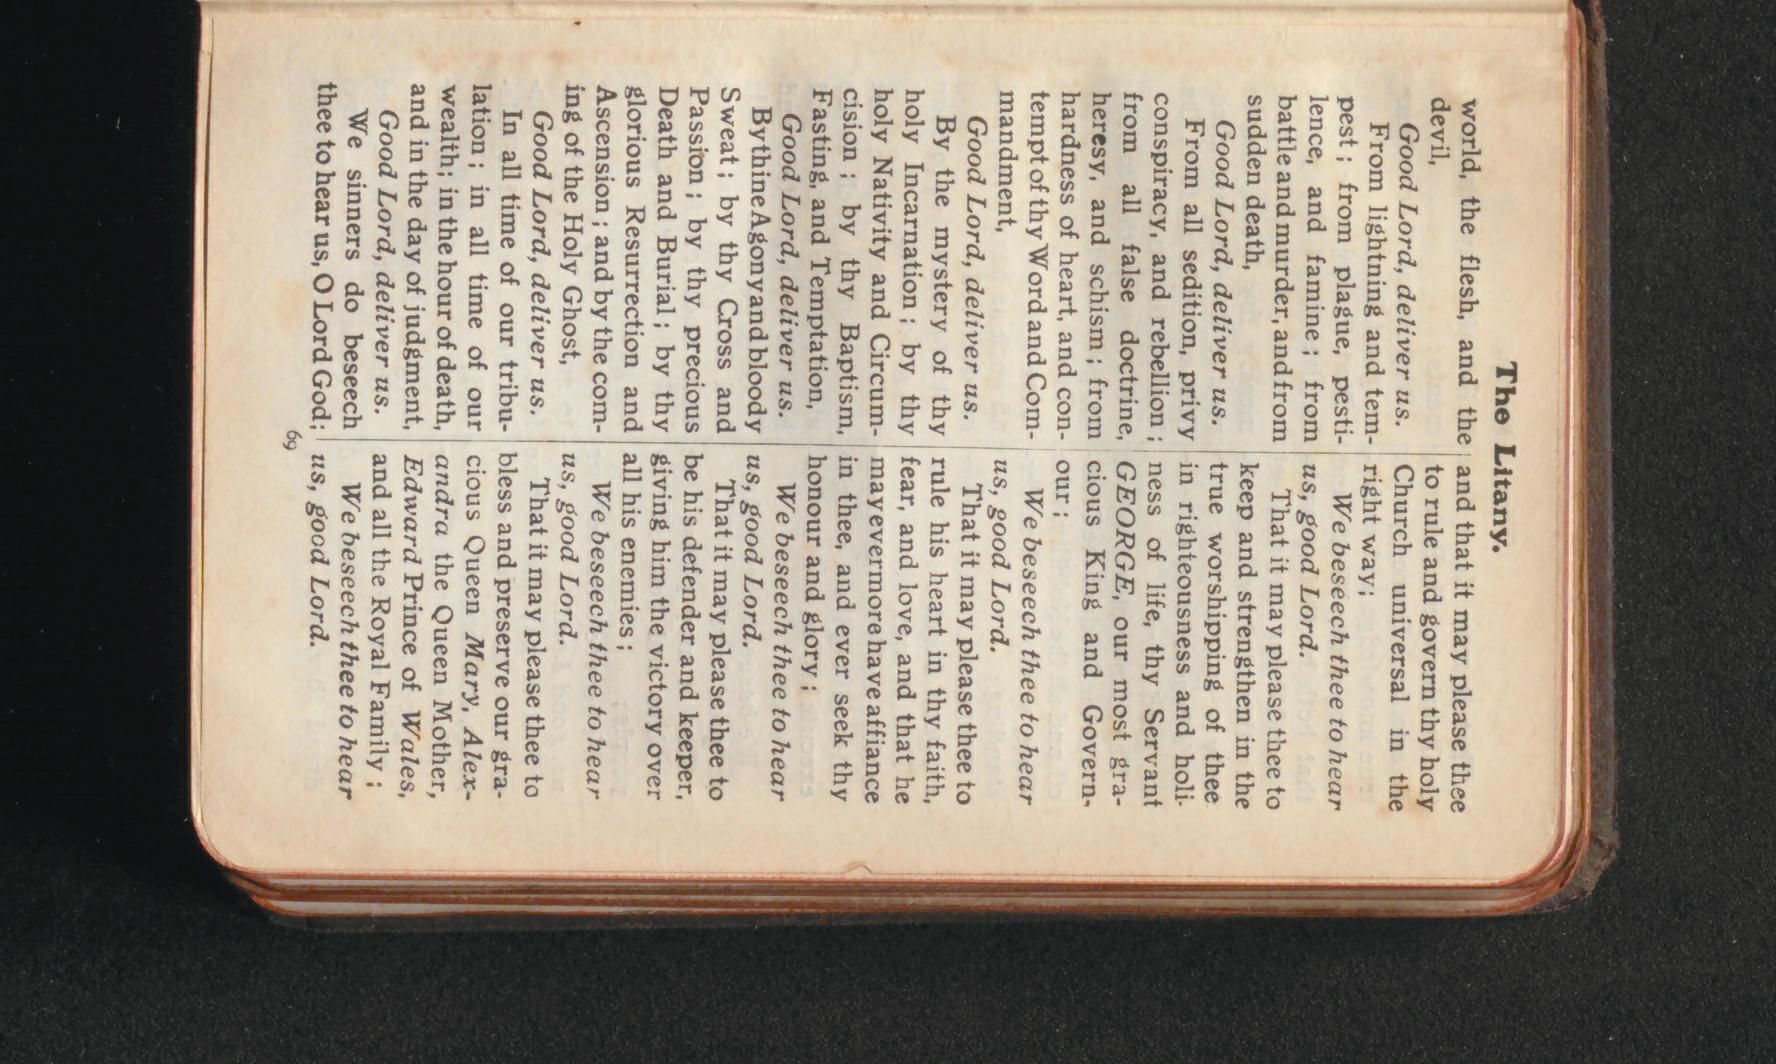 The Litany.
world, the flesh, and the
devil,
Good Lord, deliver us.
From lightning and tem-
pest; from plague, pesti-
lence, and famine; from
battle and murder, and from
sudden death,
Good Lord, deliver us.
From all sedition, privy
conspiracy, and rebellion;
from all false doctrine,
heresy, and schism; from
hardness of heart, and con-
tempt of thy Word and Com-
mandment,
Good Lord, deliver us.
By the mystery of thy
holy Incarnation; by thy
holy Nativity and Circum-
cision; by thy Baptism,
Fasting, and Temptation,
Good Lord, deliver us.
By thine Agony and bloody
Sweat; by thy Cross and
Passion; by thy precious
Death and Burial; by thy
glorious Resurrection and
Ascension; and by the com-
ing of the Holy Ghost,
Good Lord, deliver us.
In all time of our tribu-
lation; in all time of our
wealth; in the hour of death,
and in the day of judgment,
Good Lord, deliver us.
We sinners do beseech
thee to hear us, O Lord God;
and that it may please thee
to rule and govern thy holy
Church universal in the
right way;
We beseech thee to hear
us, good Lord.
That it may please thee to
keep and strengthen in the
true worshipping of thee
in righteousness and holi-
ness of life, thy Servant
GEORGE, our most gra-
cious King and Govern-
our;
We beseech thee to hear
us, good Lord.
That it may please thee to
rule his heart in thy faith,
fear, and love, and that he
may evermore have affiance
in thee, and ever seek thy
honour and glory;
We beseech thee to hear
us, good Lord.
That it may please thee to
be his defender and keeper,
giving him the victory over
all his enemies;
We beseech thee to hear
us, good Lord.
That it may please thee to
bless and preserve our gra-
cious Queen Mary, Alex-
andra the Queen Mother,
Edward Prince of Wales,
and all the Royal Family;
We beseech thee to hear
us, good Lord.
69